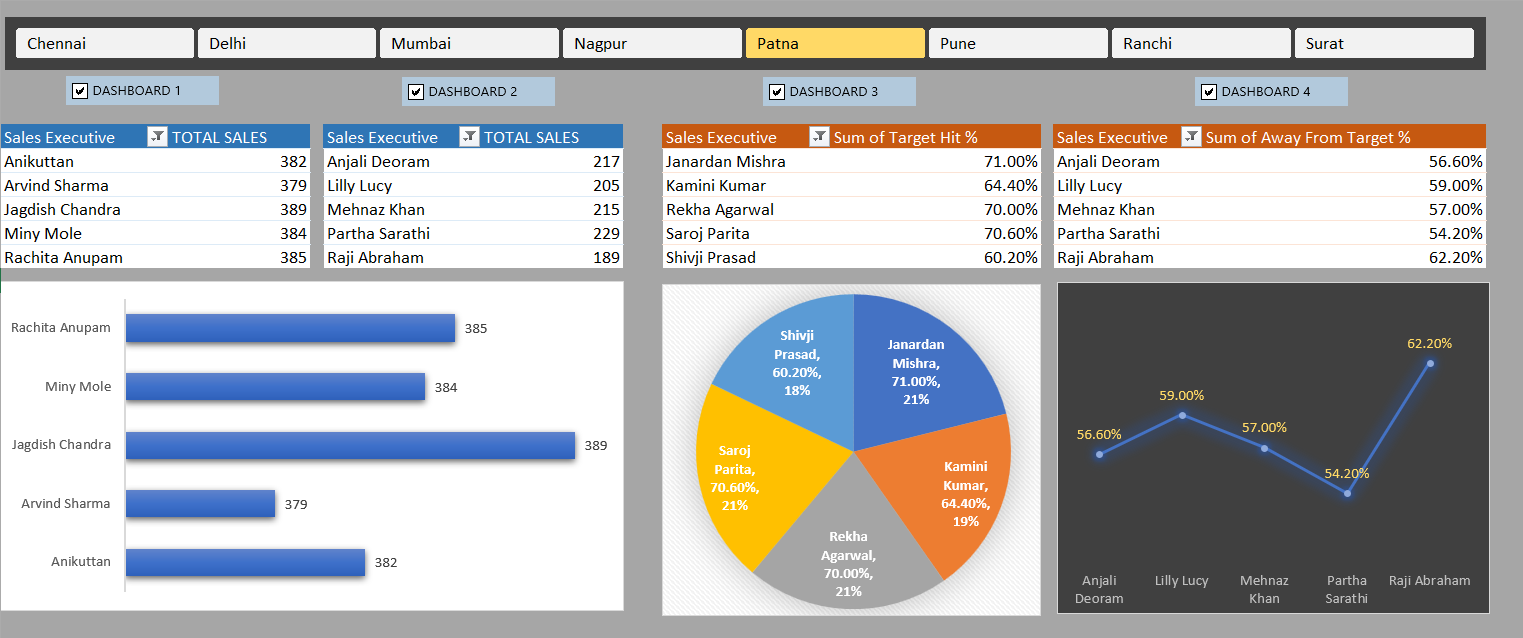 Chennai Delhi Mumbai Nagpur Patna Pune Ranchi Surat
DASHBOARD 1 DASHBOARD 2 DASHBOARD 3 DASHBOARD 4
Sales Executive TOTAL SALES
Anikuttan 382
Arvind Sharma 379
Jagdish Chandra 389
Miny Mole 384
Rachita Anupam 385
Sales Executive TOTAL SALES
Anjali Deoram 217
Lilly Lucy 205
Mehnaz Khan 215
Partha Sarathi 229
Raji Abraham 189
Sales Executive Sum of Target Hit %
Janardan Mishra 71.00%
Kamini Kumar 64.40%
Rekha Agarwal 70.00%
Saroj Parita 70.60%
Shivji Prasad 60.20%
Sales Executive Sum of Away From Target %
Anjali Deoram 56.60%
Lilly Lucy 59.00%
Mehnaz Khan 57.00%
Partha Sarathi 54.20%
Raji Abraham 62.20%
Rachita Anupam 385
Miny Mole 384
Jagdish Chandra 389
Arvind Sharma 379
Anikuttan 382
Shivji
Prasad,
60.20%,
18%
Janardan
Mishra,
71.00%,
21%
Saroj
Parita,
70.60%,
21%
Kamini
Kumar,
64.40%,
19%
Rekha
Agarwal,
70.00%,
21%
56.60%
59.00%
57.00%
54.20%
62.20%
Anjali
Deoram
Lilly Lucy
Mehnaz
Khan
Partha
Sarathi
Raji Abraham